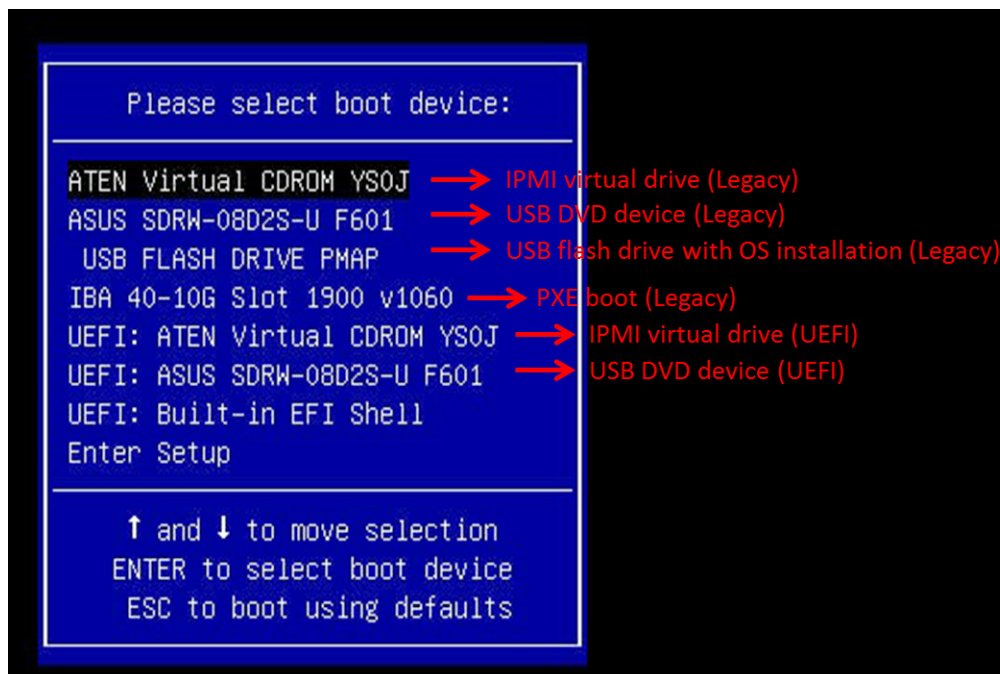 Please select boot device:
ATEN Virtual CDROM YS0J → IPMI virtual drive (Legacy)
ASUS SDRW-08D2S-U F601 → USB DVD device (Legacy)
USB FLASH DRIVE PMAP → USB flash drive with OS installation (Legacy)
IBA 40-10G Slot 1900 v1060 → PXE boot (Legacy)
UEFI: ATEN Virtual CDROM YS0J → IPMI virtual drive (UEFI)
UEFI: ASUS SDRW-08D2S-U F601 → USB DVD device (UEFI)
UEFI: Built-in EFI Shell
Enter Setup
↑ and ↓ to move selection
ENTER to select boot device
ESC to boot using defaults